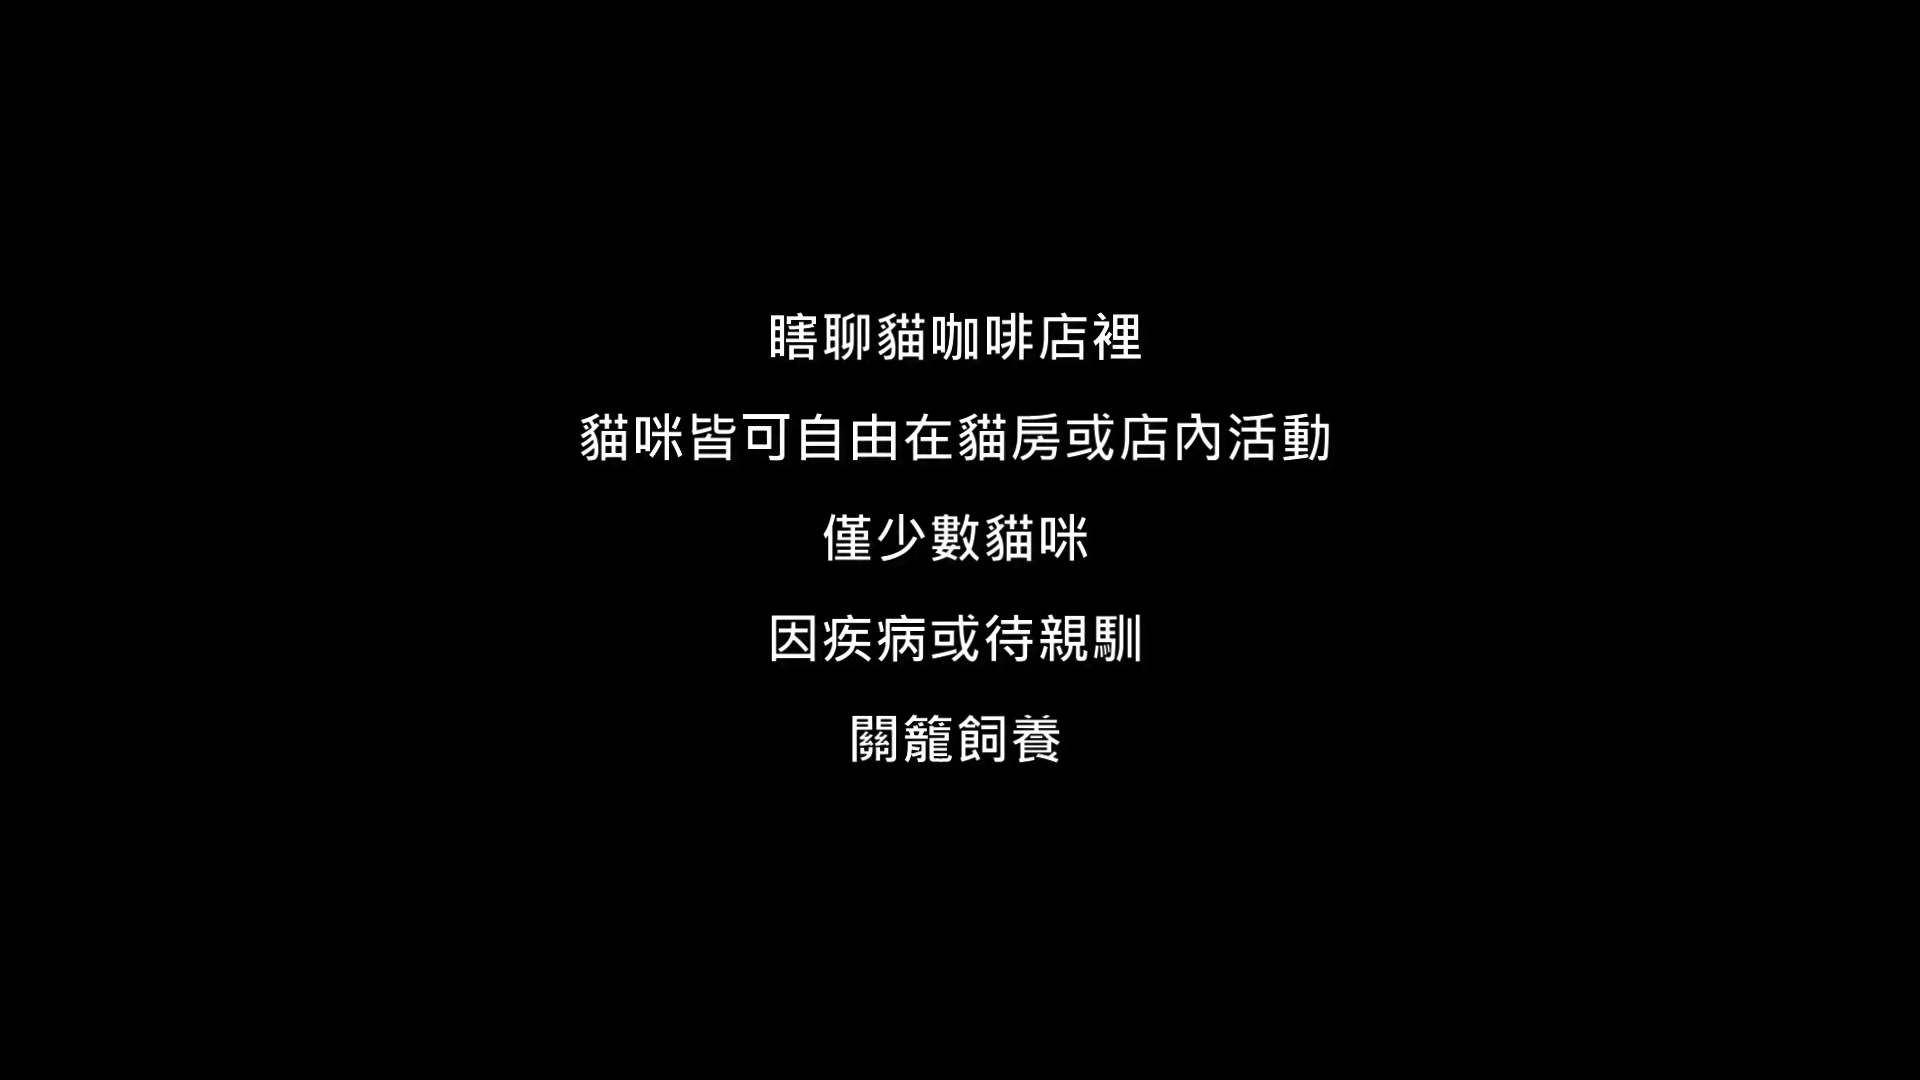 瞎聊貓咖啡店裡
貓咪皆可自由在貓房或店內活動
僅少數貓咪
因疾病或待親馴
關籠飼養